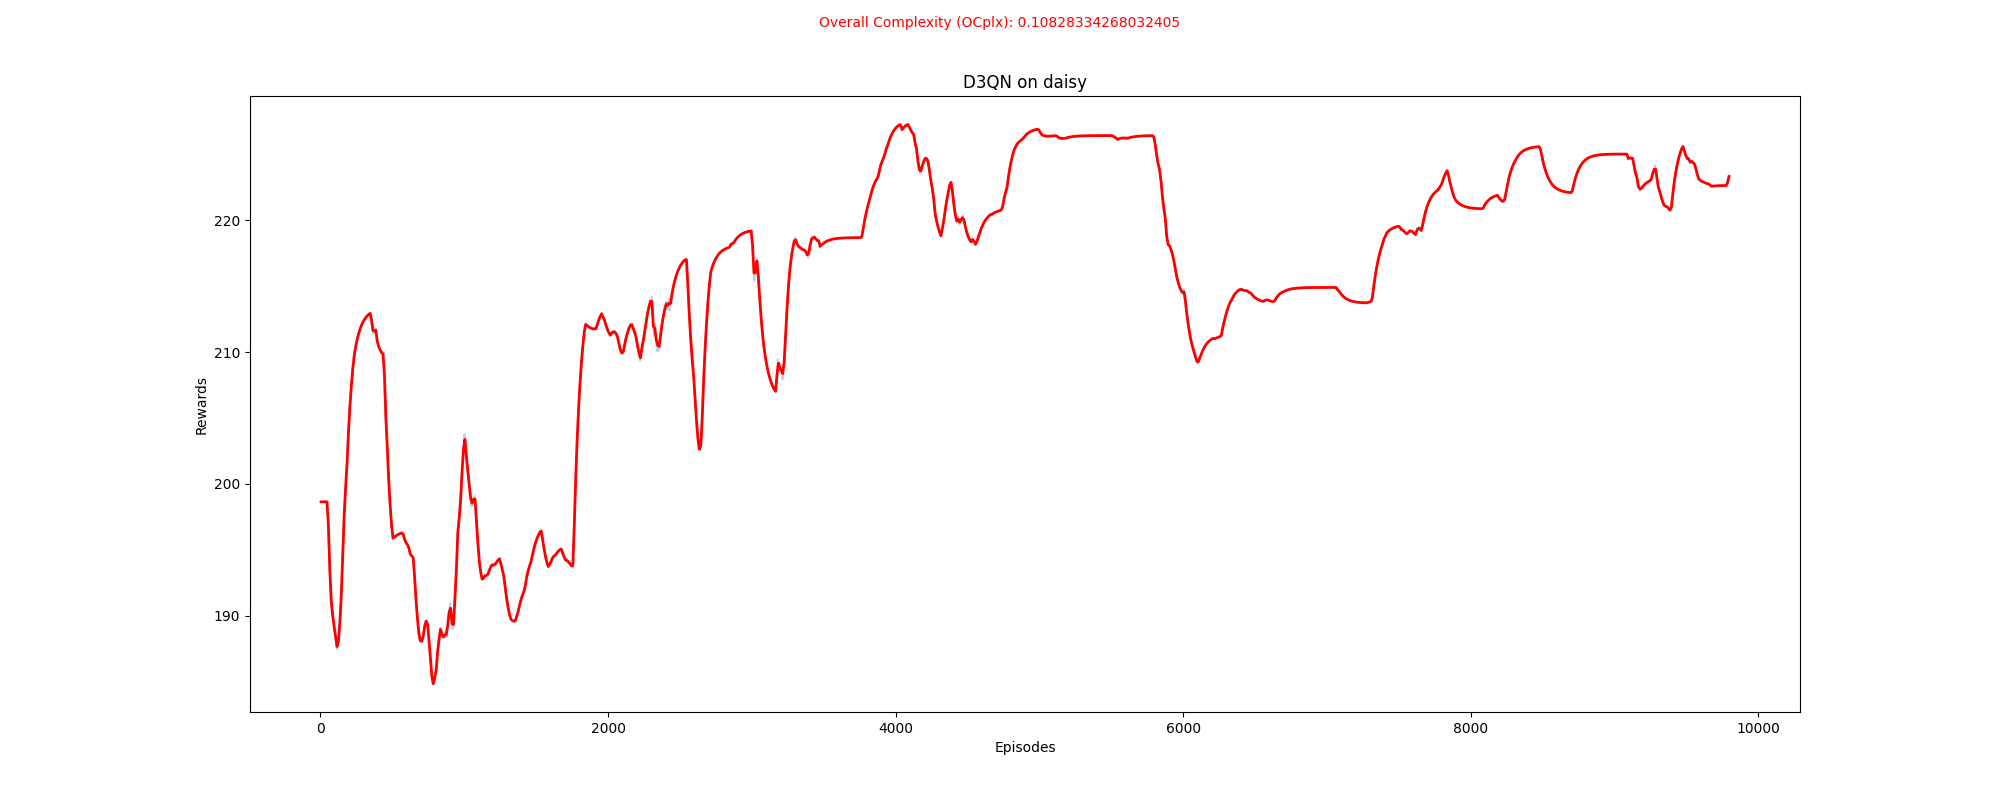 Overall Complexity (OCplx): 0.10828334268032405
D3QN on daisy
Rewards
220
210
200
190
0 2000 4000 6000 8000 10000
Episodes